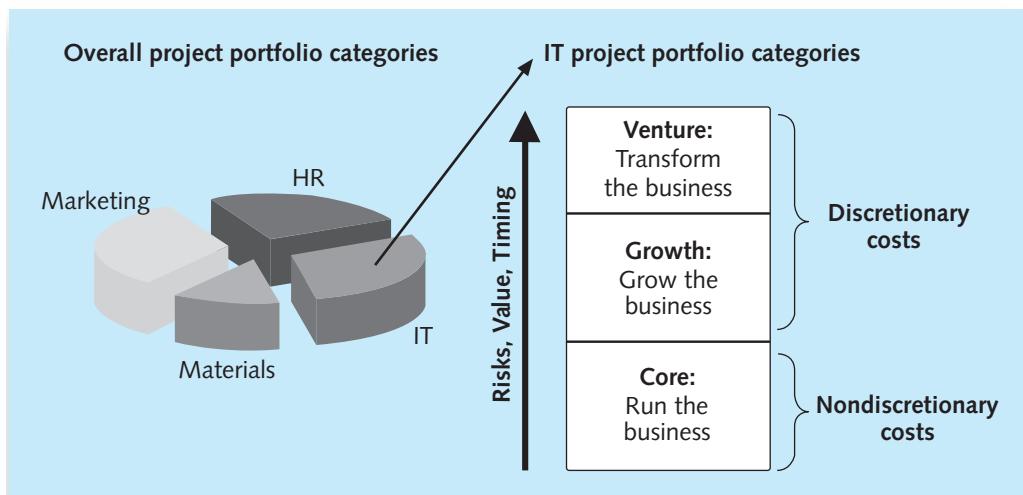 Overall project portfolio categories
IT project portfolio categories
Marketing
HR
Materials
IT
Risks, Value, Timing
Venture:
Transform
the business
Growth:
Grow the
business
Core:
Run the
business
Discretionary
costs
Nondiscretionary
costs